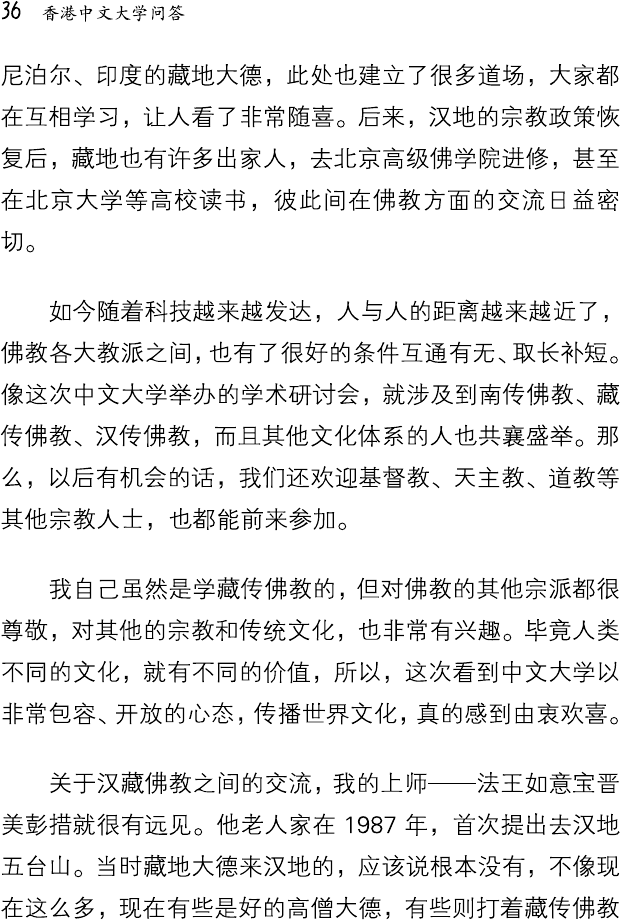 36 香港中文大学问答
尼泊尔、印度的藏地大德，此处也建立了很多道场，大家都
在互相学习，让人看了非常随喜。后来，汉地的宗教政策恢
复后，藏地也有许多出家人，去北京高级佛学院进修，甚至
在北京大学等高校读书，彼此间在佛教方面的交流日益密
切。
如今随着科技越来越发达，人与人的距离越来越近了，
佛教各大教派之间，也有了很好的条件互通有无、取长补短。
像这次中文大学举办的学术研讨会，就涉及到南传佛教、藏
传佛教、汉传佛教，而且其他文化体系的人也共襄盛举。那
么，以后有机会的话，我们还欢迎基督教、天主教、道教等
其他宗教人士，也都能前来参加。
我自己虽然是学藏传佛教的，但对佛教的其他宗派都很
尊敬，对其他的宗教和传统文化，也非常有兴趣。毕竟人类
不同的文化，就有不同的价值，所以，这次看到中文大学以
非常包容、开放的心态，传播世界文化，真的感到由衷欢喜。
关于汉藏佛教之间的交流，我的上师——法王如意宝晋
美彭措就很有远见。他老人家在 1987 年，首次提出去汉地
五台山。当时藏地大德来汉地的，应该说根本没有，不像现
在这么多，现在有些是好的高僧大德，有些则打着藏传佛教